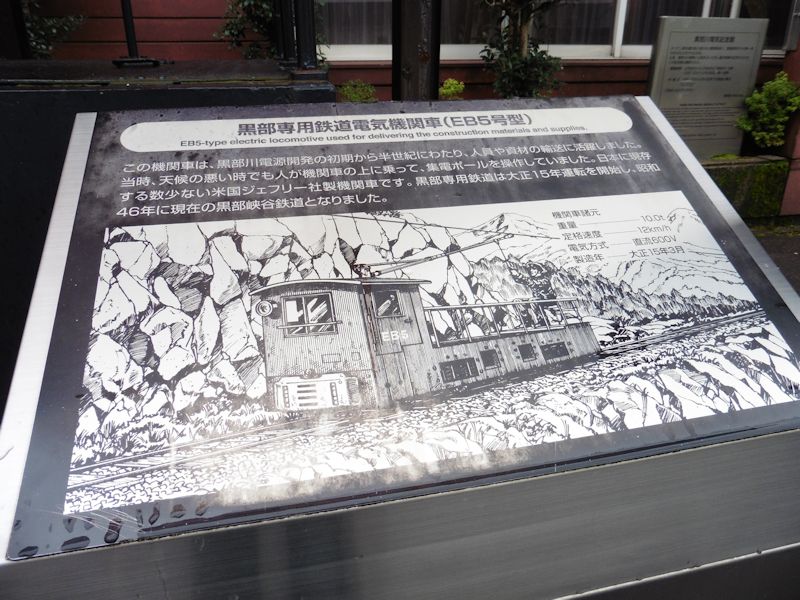 黒部専用鉄道電気機関車(EB5号型)
EB5-type electric locomotive used for delivering the construction materials and supplies.
この機関車は、黒部川電源開発の初期から半世紀にわたり、人員や資材の輸送に活躍しました。
当時、天候の悪い時でも人が機関車の上に乗って、集電ポールを操作していました。日本に現存
する数少ない米国ジェフリー社製機関車です。黒部専用鉄道は大正15年運転を開始し、昭和
46年に現在の黒部峡谷鉄道となりました。
機関車諸元
重量 10.0t
定格速度 12km/h
電気方式 直流600V
製造年 大正15年3月
EB5
黒部川電気記念館